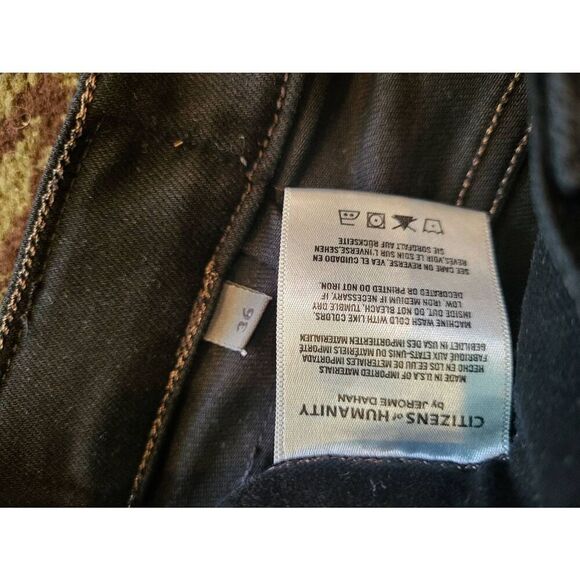 CITIZENS of HUMANITY
by JEROME DAHAN
MADE IN U.S.A OF IMPORTED MATERIALS
HECHO EN LOS EE.UU DE MATERIALES IMPORTADA
FABRIQUE AUX ETATS-UNIS DU MATERIELS IMPORTE
GEBILDET IN USA DES IMPORTIERTEN MATERIALIEN
MACHINE WASH COLD WITH LIKE COLORS.
INSIDE OUT. DO NOT BLEACH. TUMBLE DRY
LOW. IRON MEDIUM IF NECESSARY. IF
DECORATED OR PRINTED DO NOT IRON.
SEE CARE ON REVERSE. VEA EL CUIDADO EN
REVES. VOIR LE SOIN SUR L'INVERSE. SEHEN
SIE SORGFALT AUF RÜCKSEITE
36